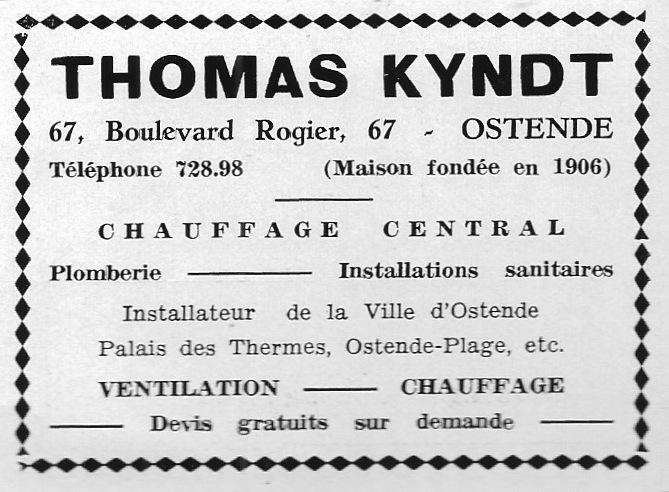 THOMAS KYNDT
67, Boulevard Rogier, 67 - OSTENDE
Téléphone 728.98 (Maison fondée en 1906)
CHAUFFAGE CENTRAL
Plomberie — Installations sanitaires
Installateur de la Ville d'Ostende
Palais des Thermes, Ostende-Plage, etc.
VENTILATION — CHAUFFAGE
— Devis gratuits sur demande —